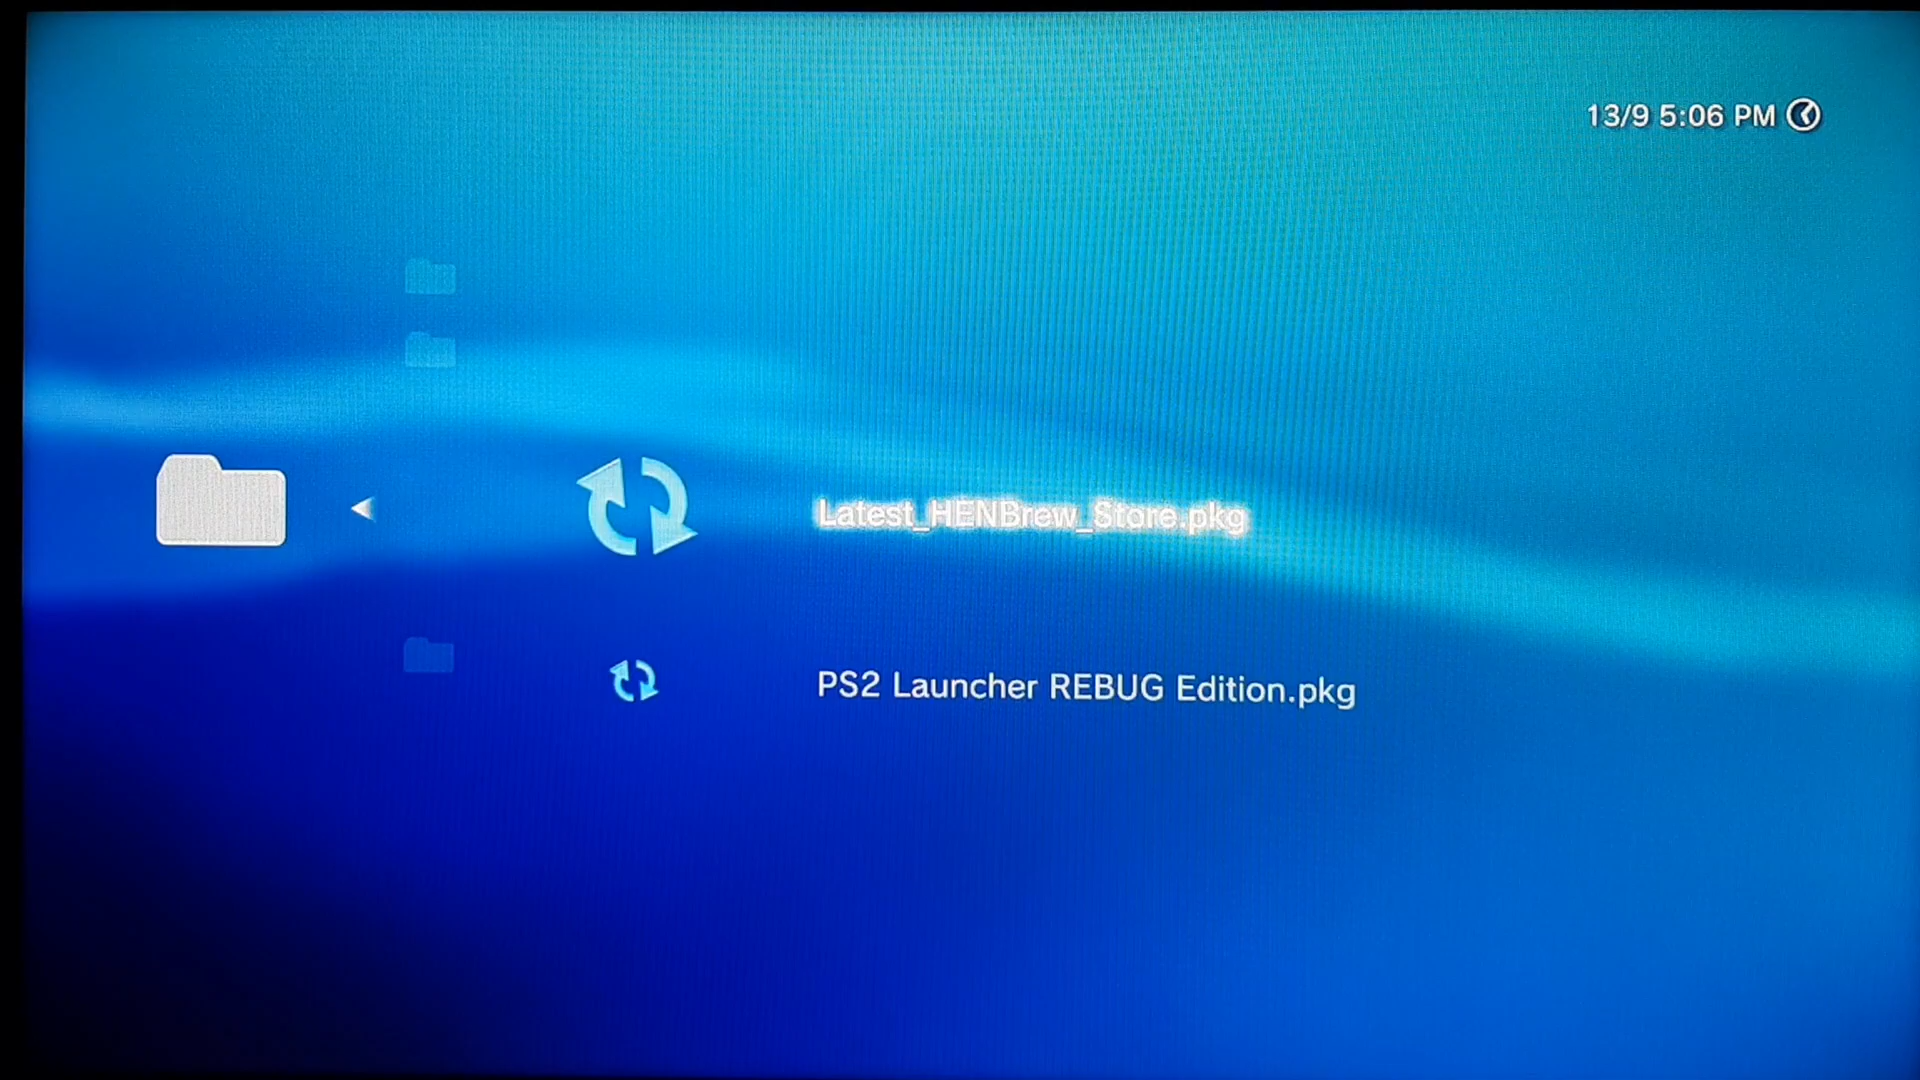 13/9 5:06 PM
Latest_HENBrew_Store.pkg
PS2 Launcher REBUG Edition.pkg